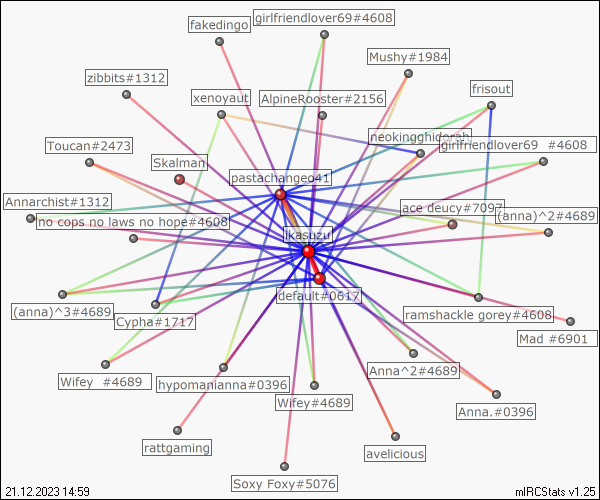 girlfriendlover69#4608
fakedingo
Mushy#1984
zibbits#1312
frisout
xenoyaut
AlpineRooster#2156
neokingghidorah
Toucan#2473
girlfriendlover69 #4608
Skalman
pastachangeo41
Annarchist#1312
ace deucy#7097
no cops no laws no hope#4608
(anna)^2#4689
Ikasuzu
default#0617
(anna)^3#4689
ramshackle gorey#4608
Cypha#1717
Mad #6901
Anna^2#4689
Wifey #4689
hypomanianna#0396
Wifey#4689
Anna.#0396
rattgaming
avelicious
Soxy Foxy#5076
21.12.2023 14:59
mIRCStats v1.25